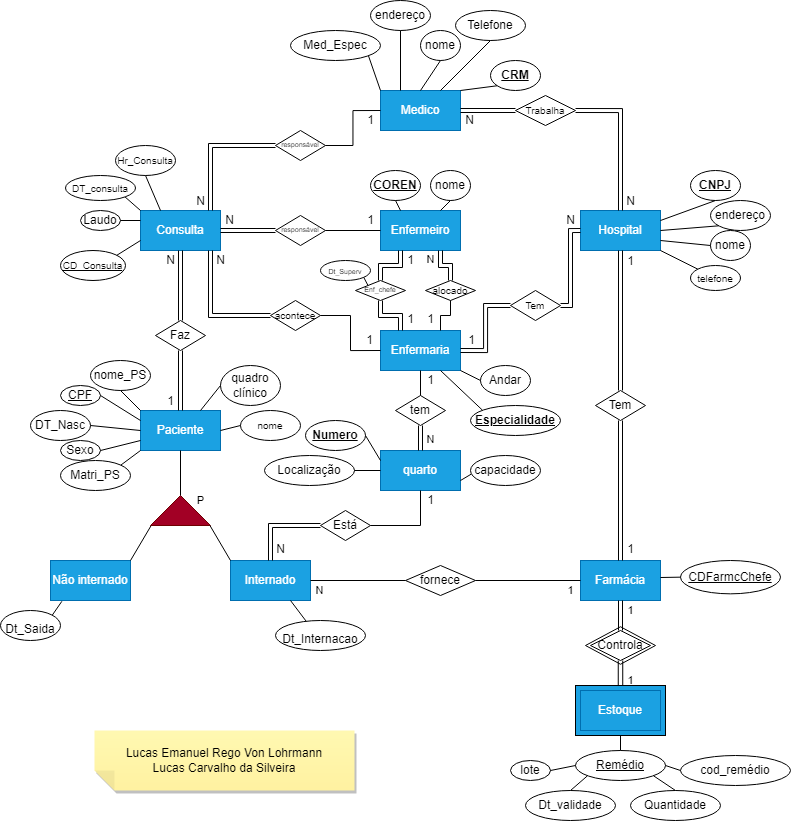 endereço
Telefone
Med_Espec
nome
CRM
Medico
1
N
Trabalha
responsável
Hr_Consulta
DT_consulta
Laudo
CD_Consulta
N
Consulta
N
N
N
responsável
1
COREN
nome
Enfermeiro
1
N
Dt_Superv
Enf_chefe
alocado
1
1
acontece
1
Enfermaria
1
1
Tem
N
N
CNPJ
endereço
nome
telefone
Hospital
1
Faz
1
nome_PS
CPF
DT_Nasc
Sexo
Matri_PS
quadro
clínico
nome
Paciente
P
Andar
Especialidade
tem
N
Numero
Localização
capacidade
quarto
1
Está
N
Tem
1
Não internado
Dt_Saida
Internado
N
Dt_Internacao
fornece
1
Farmácia
CDFarmcChefe
1
Controla
1
Estoque
Remédio
lote
cod_remédio
Dt_validade
Quantidade
Lucas Emanuel Rego Von Lohrmann
Lucas Carvalho da Silveira